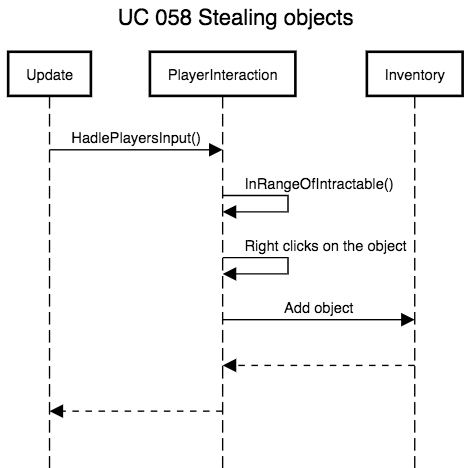 UC 058 Stealing objects
Update
PlayerInteraction
Inventory
HadlePlayersInput()
InRangeOfIntractable()
Right clicks on the object
Add object